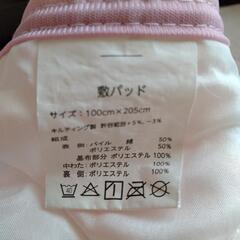 敷パッド
サイズ：100cm×205cm
キルティング製 許容範囲＋5%、－3%
組成
表側：パイル 綿 50%
ポリエステル 50%
基布部分 ポリエステル 100%
中わた：ポリエステル 100%
裏側：ポリエステル 100%